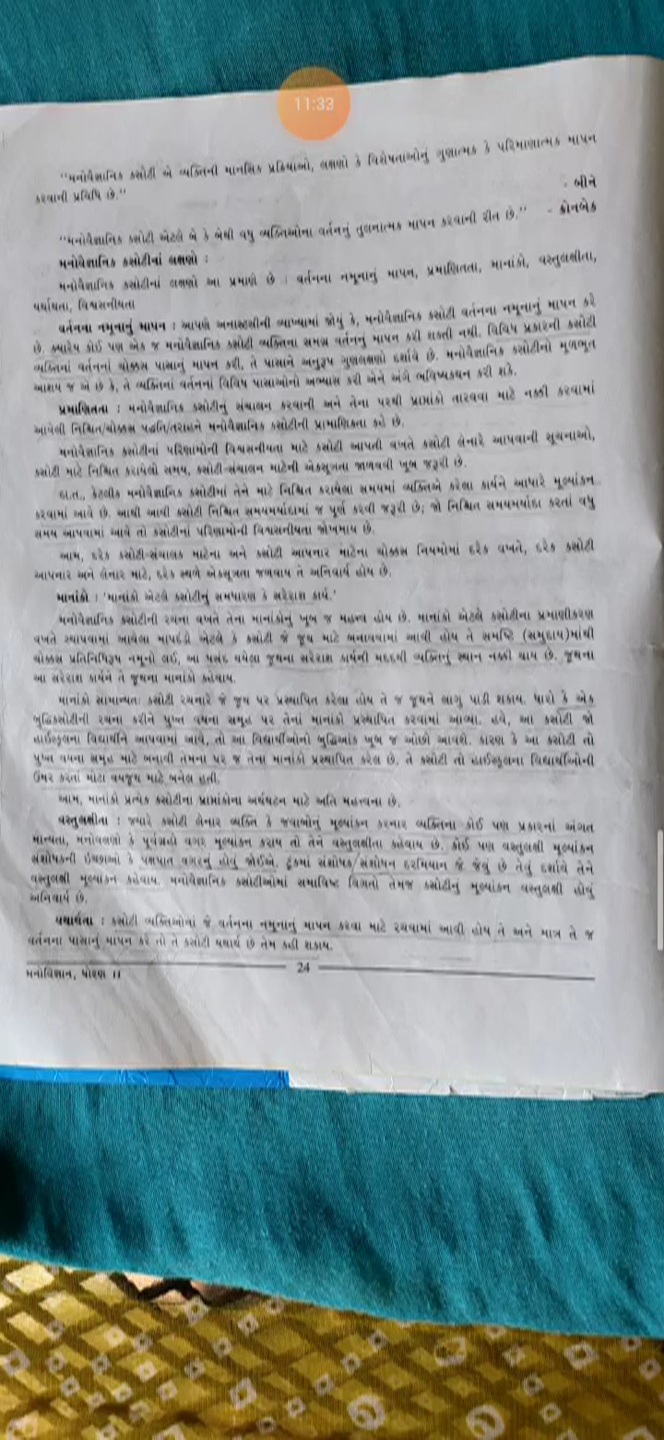 11:33
“મનોવૈજ્ઞાનિક કસોટી એ વ્યક્તિની માનસિક પ્રક્રિયાઓ, લક્ષણો કે વિશેષતાઓનું ગુણાત્મક કે પરિમાણાત્મક માપન
કરવાની પ્રવિધિ છે.”
- બીને
“મનોવૈજ્ઞાનિક કસોટી એટલે બે કે બેથી વધુ વ્યક્તિઓના વર્તનનું તુલનાત્મક માપન કરવાની રીત છે.” - ક્રોનબેક
મનોવૈજ્ઞાનિક કસોટીનાં લક્ષણો :
મનોવૈજ્ઞાનિક કસોટીનાં લક્ષણો આ પ્રમાણે છે : વર્તનના નમૂનાનું માપન, પ્રમાણિતતા, માનાંકો, વસ્તુલક્ષીતા,
યથાર્થતા, વિશ્વસનીયતા
વર્તનના નમૂનાનું માપન : આપણે અનાસ્તસીની વ્યાખ્યામાં જોયું કે, મનોવૈજ્ઞાનિક કસોટી વર્તનના નમૂનાનું માપન કરે
છે. ક્યારેય કોઈ પણ એક જ મનોવૈજ્ઞાનિક કસોટી વ્યક્તિના સમગ્ર વર્તનનું માપન કરી શકતી નથી. વિવિધ પ્રકારની કસોટી
વ્યક્તિનાં વર્તનનાં ચોક્કસ પાસાનું માપન કરી, તે પાસાને અનુરૂપ ગુણલક્ષણો દર્શાવે છે. મનોવૈજ્ઞાનિક કસોટીનો મૂળભૂત
આશય જ એ છે કે, તે વ્યક્તિનાં વર્તનનાં વિવિધ પાસાઓનો અભ્યાસ કરી એને અંગે ભવિષ્યકથન કરી શકે.
પ્રમાણિતતા : મનોવૈજ્ઞાનિક કસોટીનું સંચાલન કરવાની અને તેના પરથી પ્રાપ્તાંકો તારવવા માટે નક્કી કરવામાં
આવેલી નિશ્ચિત/ચોક્કસ પદ્ધતિ/તરાહને મનોવૈજ્ઞાનિક કસોટીની પ્રામાણિકતા કહે છે.
મનોવૈજ્ઞાનિક કસોટીનાં પરિણામોની વિશ્વસનીયતા માટે કસોટી આપતી વખતે કસોટી લેનારે આપવાની સૂચનાઓ,
કસોટી માટે નિશ્ચિત કરાયેલો સમય, કસોટી-સંચાલન માટેની એકસૂત્રતા જાળવવી ખૂબ જરૂરી છે.
દા.ત., કેટલીક મનોવૈજ્ઞાનિક કસોટીમાં તેને માટે નિશ્ચિત કરાયેલા સમયમાં વ્યક્તિએ કરેલા કાર્યને આધારે મૂલ્યાંકન
કરવામાં આવે છે. આથી આવી કસોટી નિશ્ચિત સમયમર્યાદામાં જ પૂર્ણ કરવી જરૂરી છે; જો નિશ્ચિત સમયમર્યાદા કરતાં વધુ
સમય આપવામાં આવે તો કસોટીનાં પરિણામોની વિશ્વસનીયતા જોખમાય છે.
આમ, દરેક કસોટી-સંચાલક માટેના અને કસોટી આપનાર માટેના ચોક્કસ નિયમોમાં દરેક વખતે, દરેક કસોટી
આપનાર અને લેનાર માટે, દરેક સ્થળે એકસૂત્રતા જળવાય તે અનિવાર્ય હોય છે.
માનાંકો : ‘માનાંકો એટલે કસોટીનું સમધારણ કે સરેરાશ કાર્ય.’
મનોવૈજ્ઞાનિક કસોટીની રચના વખતે તેના માનાંકોનું ખૂબ જ મહત્ત્વ હોય છે. માનાંકો એટલે કસોટીના પ્રમાણીકરણ
વખતે સ્થાપવામાં આવેલા માપદંડો એટલે કે કસોટી જે જૂથ માટે બનાવવામાં આવી હોય તે સમષ્ટિ (સમુદાય)માંથી
ચોક્કસ પ્રતિનિધિરૂપ નમૂનો લઈ, આ પસંદ થયેલા જૂથના સરેરાશ કાર્યની મદદથી વ્યક્તિનું સ્થાન નક્કી થાય છે. જૂથના
આ સરેરાશ કાર્યને તે જૂથના માનાંકો કહેવાય.
માનાંકો સામાન્યતઃ કસોટી રચનારે જે જૂથ પર પ્રસ્થાપિત કરેલા હોય તે જ જૂથને લાગુ પાડી શકાય. ધારો કે એક
બુદ્ધિકસોટીની રચના કરીને પુખ્ત વયના સમૂહ પર તેનાં માનાંકો પ્રસ્થાપિત કરવામાં આવ્યા. હવે, આ કસોટી જો
હાઈસ્કૂલના વિદ્યાર્થીને આપવામાં આવે, તો આ વિદ્યાર્થીઓનો બુદ્ધિઆંક ખૂબ જ ઓછો આવશે. કારણ કે આ કસોટી તો
પુખ્ત વયના સમૂહ માટે બનાવી તેમના પર જ તેના માનાંકો પ્રસ્થાપિત કરેલ છે. તે કસોટી તો હાઈસ્કૂલના વિદ્યાર્થીઓની
ઉંમર કરતાં મોટા વયજૂથ માટે બનેલ હતી.
આમ, માનાંકો પ્રત્યેક કસોટીના પ્રાપ્તાંકોના અર્થઘટન માટે અતિ મહત્ત્વના છે.
વસ્તુલક્ષીતા : જ્યારે કસોટી લેનાર વ્યક્તિ કે જવાબોનું મૂલ્યાંકન કરનાર વ્યક્તિના કોઈ પણ પ્રકારનાં અંગત
માન્યતા, મનોવલણો કે પૂર્વગ્રહો વગર મૂલ્યાંકન કરાય તો તેને વસ્તુલક્ષીતા કહેવાય છે. કોઈ પણ વસ્તુલક્ષી મૂલ્યાંકન
સંશોધકની ઈચ્છાઓ કે પક્ષપાત વગરનું હોવું જોઈએ. ટૂંકમાં સંશોધક/સંશોધન દરમિયાન જે જેવું છે તેવું દર્શાવે તેને
વસ્તુલક્ષી મૂલ્યાંકન કહેવાય. મનોવૈજ્ઞાનિક કસોટીઓમાં સમાવિષ્ટ વિગતો તેમજ કસોટીનું મૂલ્યાંકન વસ્તુલક્ષી હોવું
અનિવાર્ય છે.
યથાર્થતા : કસોટી વ્યક્તિઓમાં જે વર્તનના નમૂનાનું માપન કરવા માટે રચવામાં આવી હોય તે અને માત્ર તે જ
વર્તનના પાસાનું માપન કરે તો તે કસોટી યથાર્થ છે તેમ કહી શકાય.
24
મનોવિજ્ઞાન, ધોરણ 11